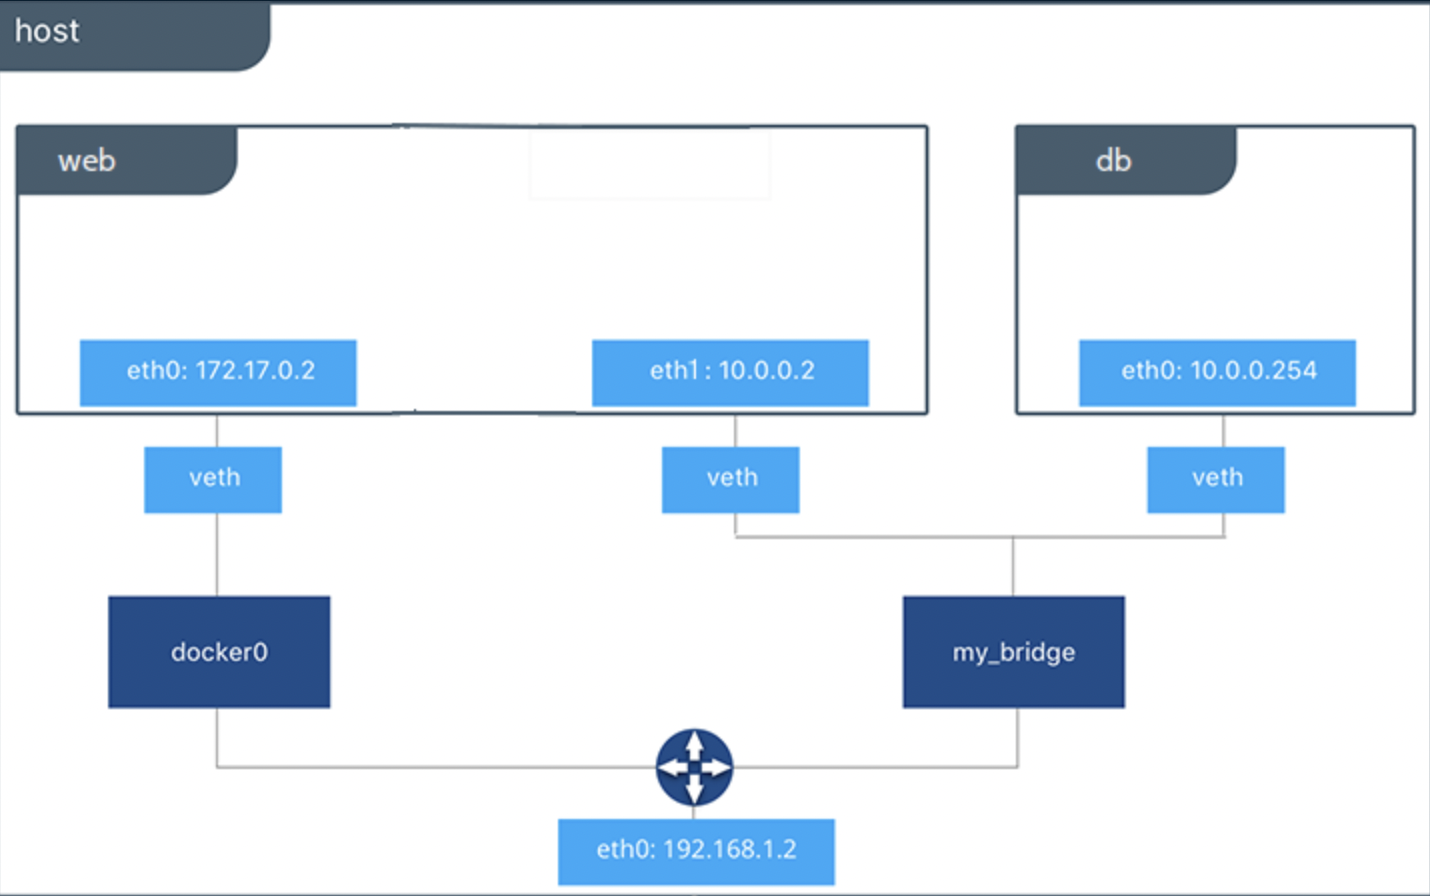 host
web
db
eth0: 172.17.0.2
eth1 : 10.0.0.2
eth0: 10.0.0.254
veth
veth
veth
docker0
my_bridge
eth0: 192.168.1.2